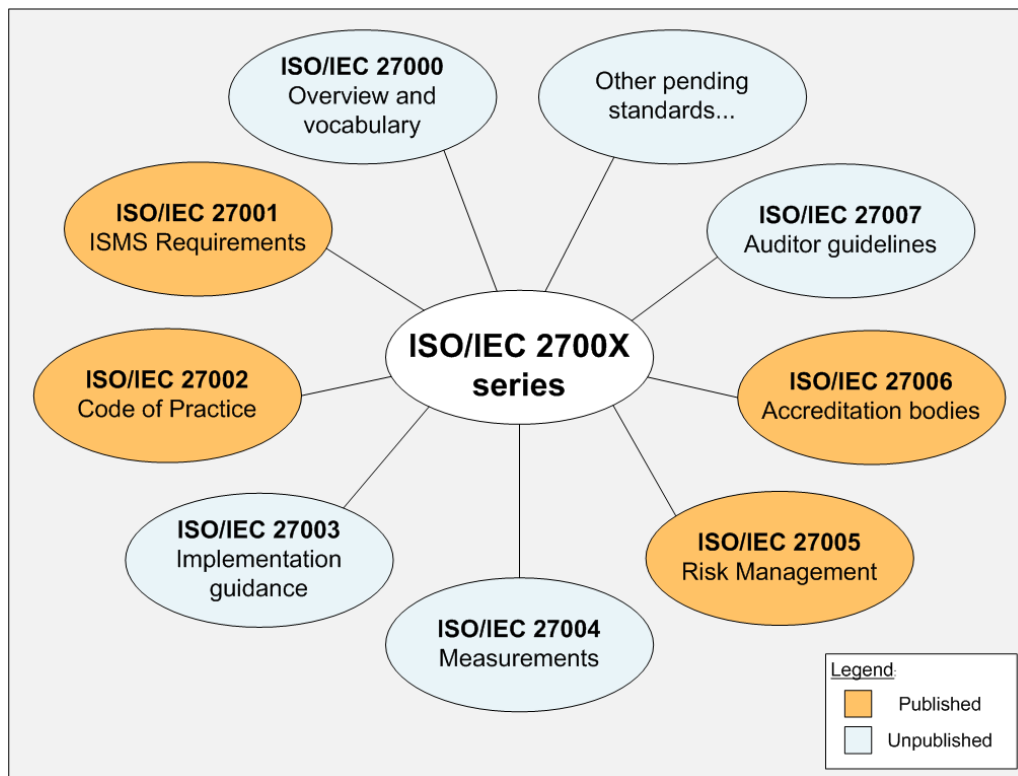 ISO/IEC 27000
Overview and
vocabulary
Other pending
standards...
ISO/IEC 27001
ISMS Requirements
ISO/IEC 27007
Auditor guidelines
ISO/IEC 2700X
series
ISO/IEC 27002
Code of Practice
ISO/IEC 27006
Accreditation bodies
ISO/IEC 27003
Implementation
guidance
ISO/IEC 27005
Risk Management
ISO/IEC 27004
Measurements
Legend:
Published
Unpublished